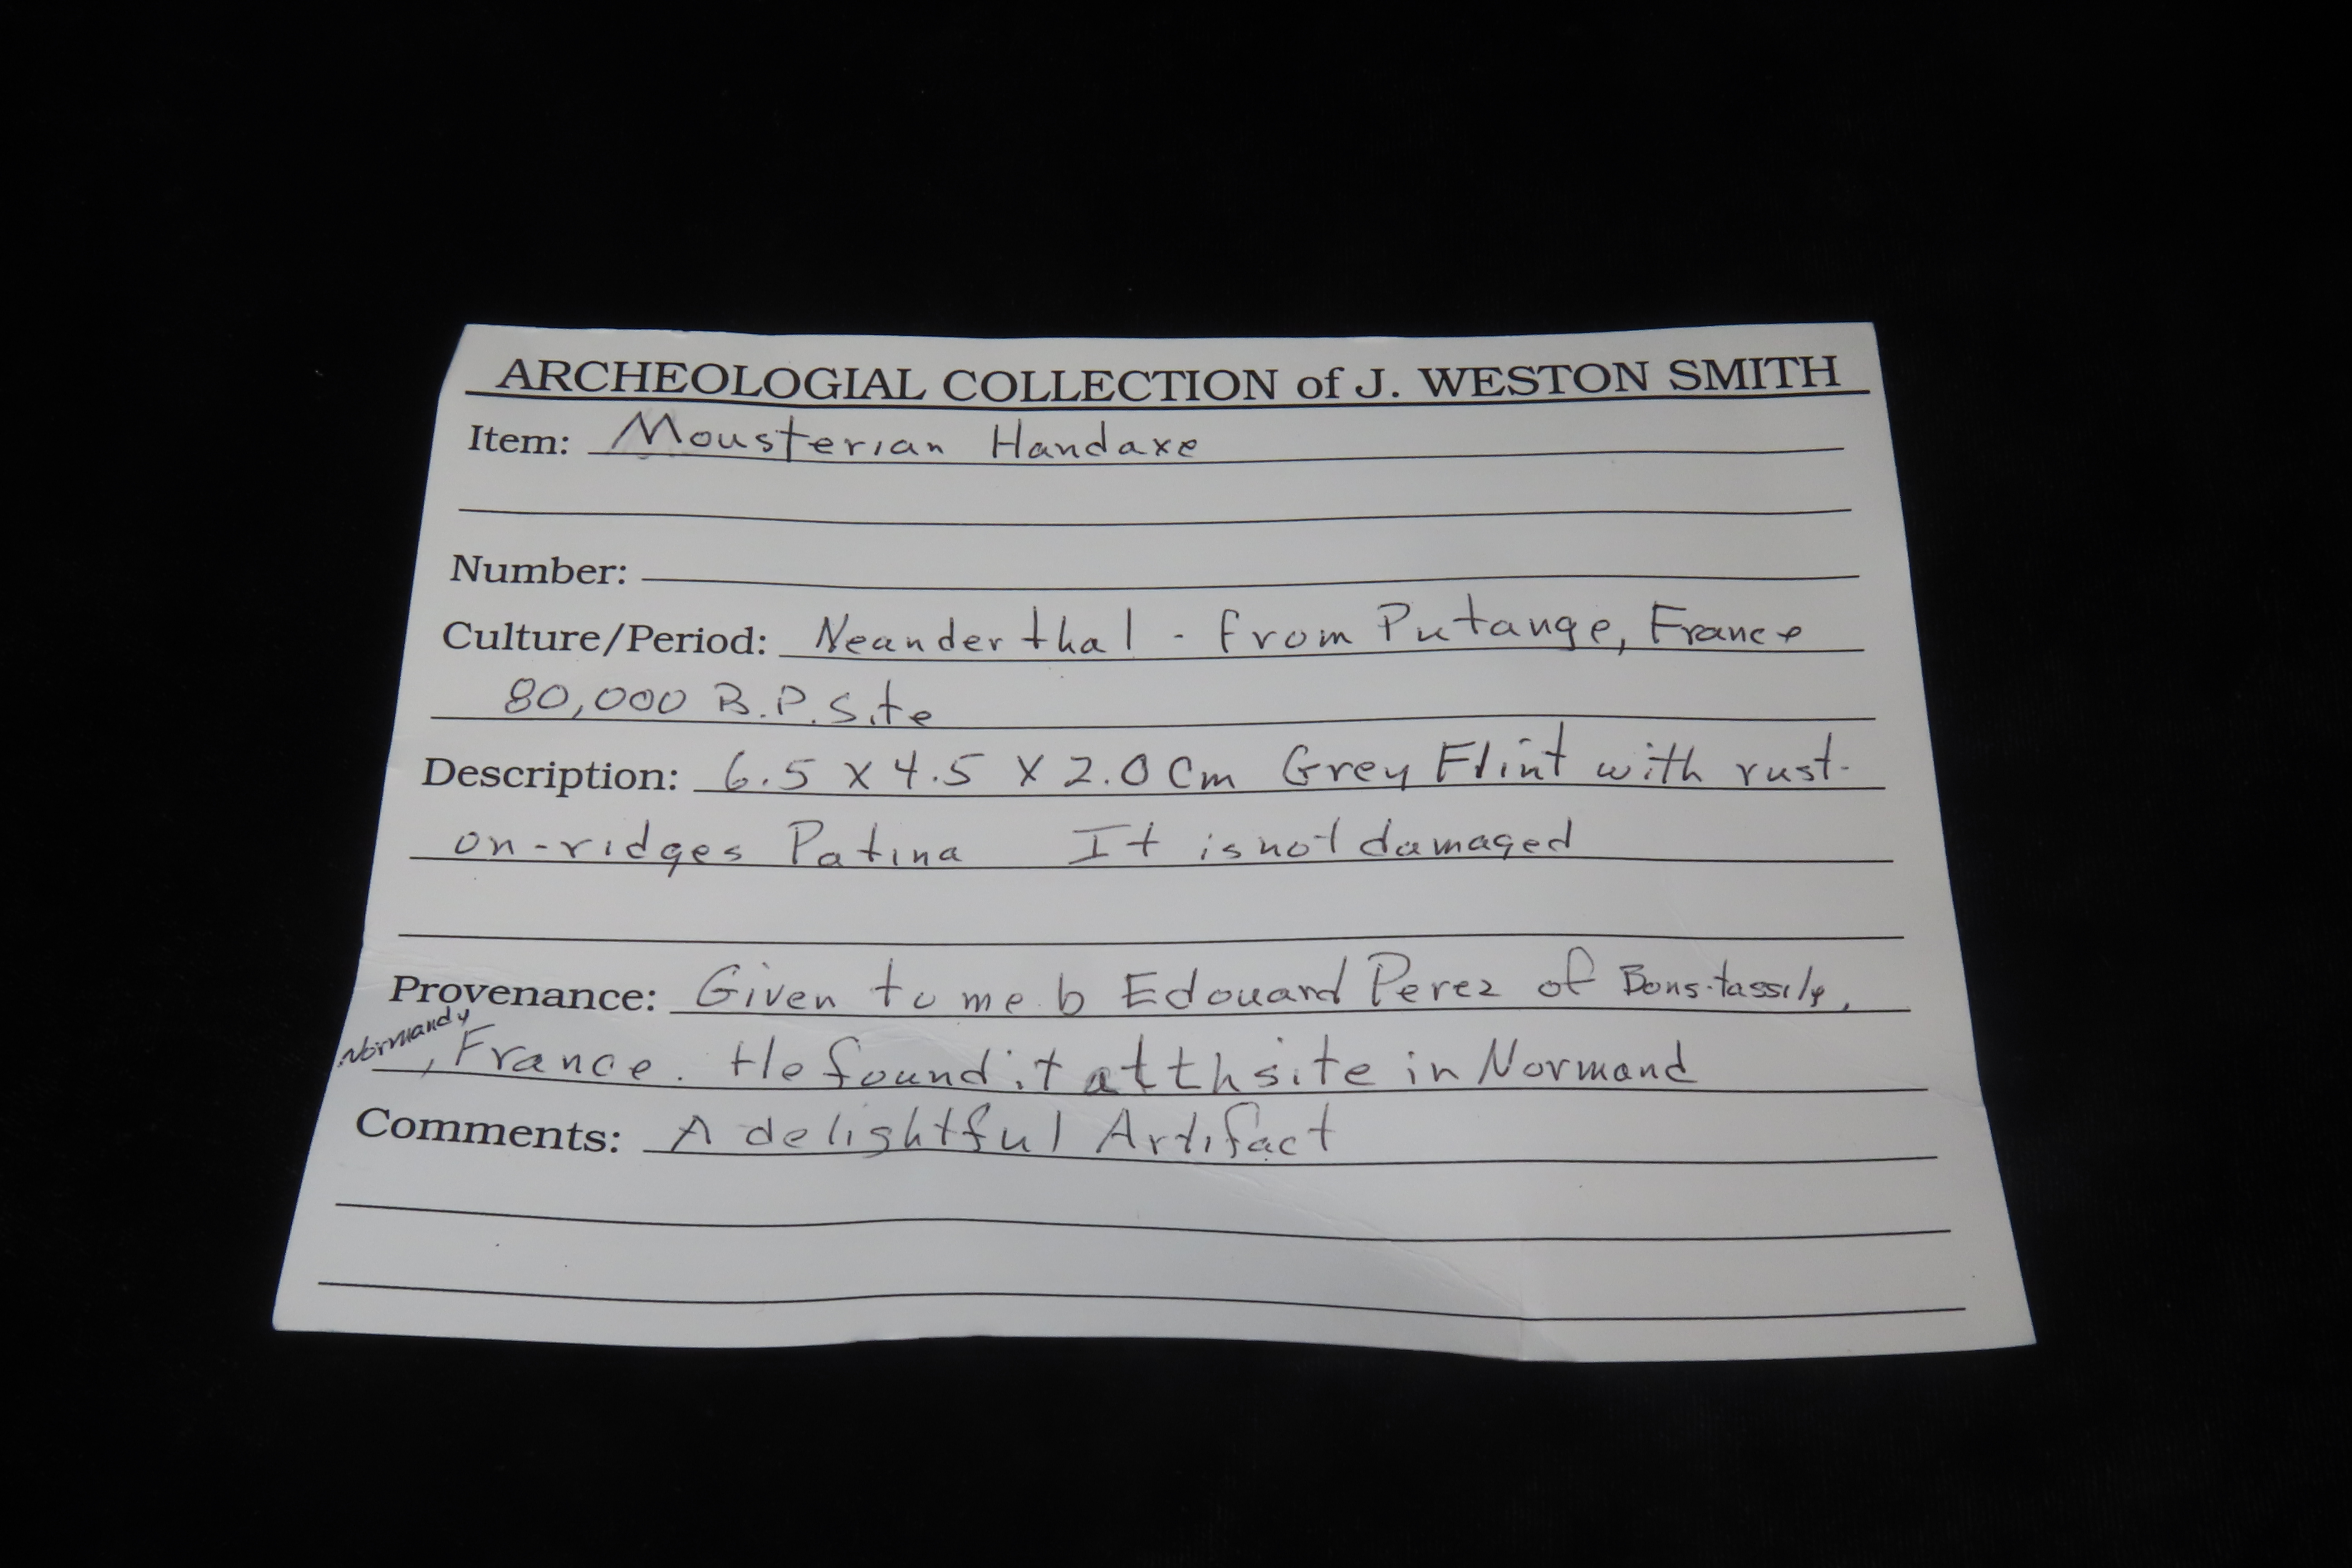 ARCHEOLOGIAL COLLECTION of J. WESTON SMITH
Item: Mousterian Handaxe
Number:
Culture/Period: Neanderthal - from Putange, France
80,000 B.P. Site
Description: 6.5 x 4.5 x 2.0 Cm Grey Flint with rust-
on-ridges Patina It is not damaged
Provenance: Given to me b Edouard Perez of Bons-tassily,
Normandy, France. He found it at th site in Normand
Comments: A delightful Artifact